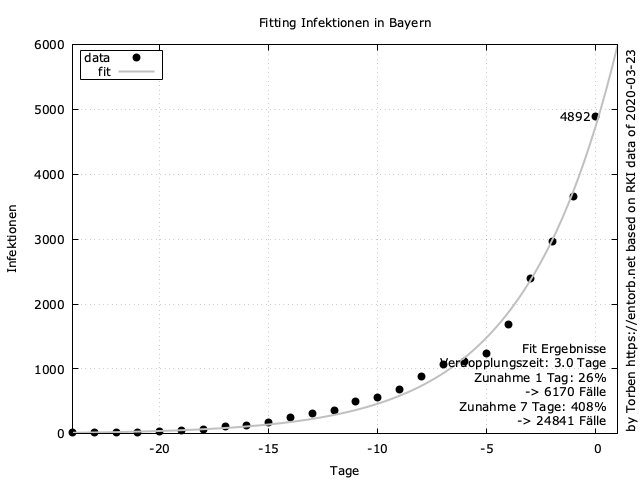 Fitting Infektionen in Bayern
6000
5000
4000
3000
2000
1000
0
Infektionen
data
fit
4892
Fit Ergebnisse
Verdopplungszeit: 3.0 Tage
Zunahme 1 Tag: 26%
-> 6170 Fälle
Zunahme 7 Tage: 408%
-> 24841 Fälle
-20
-15
-10
-5
0
Tage
by Torben https://entorb.net based on RKI data of 2020-03-23